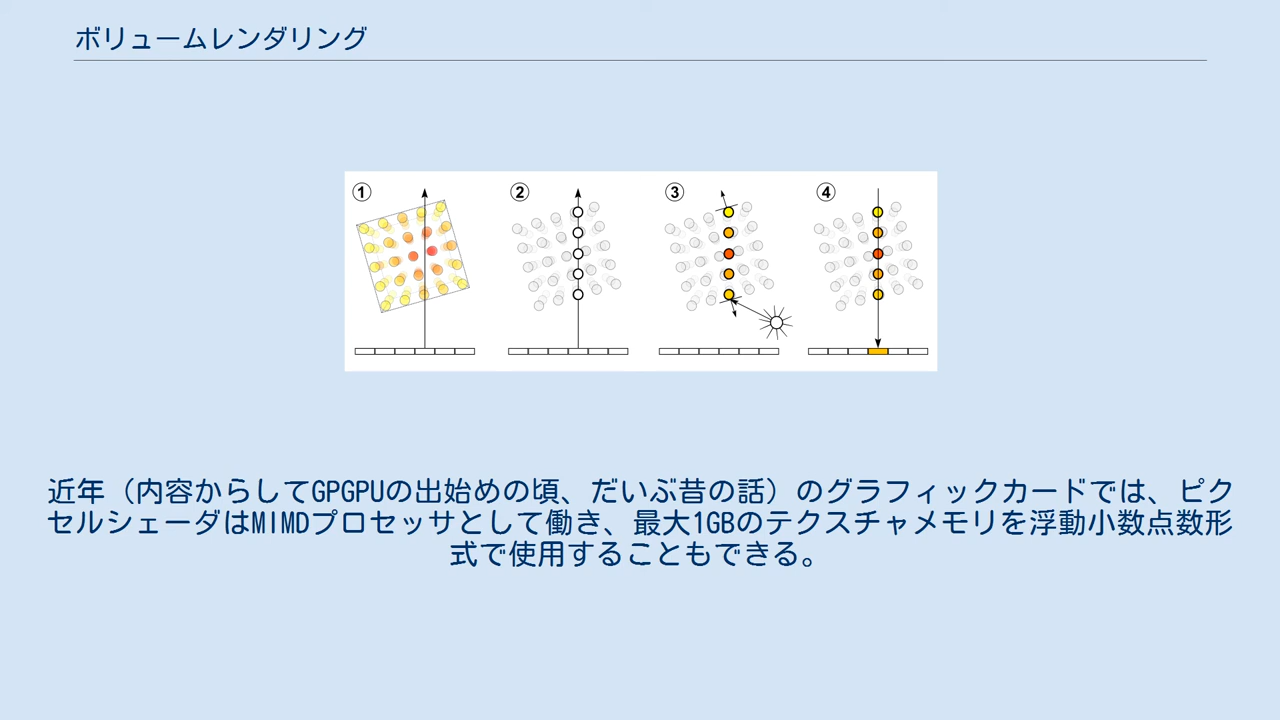 ボリュームレンダリング
① ② ③ ④
近年（内容からしてGPGPUの出始めの頃、だいぶ昔の話）のグラフィックカードでは、ピク
セルシェーダはMIMDプロセッサとして働き、最大1GBのテクスチャメモリを浮動小数点数形
式で使用することもできる。